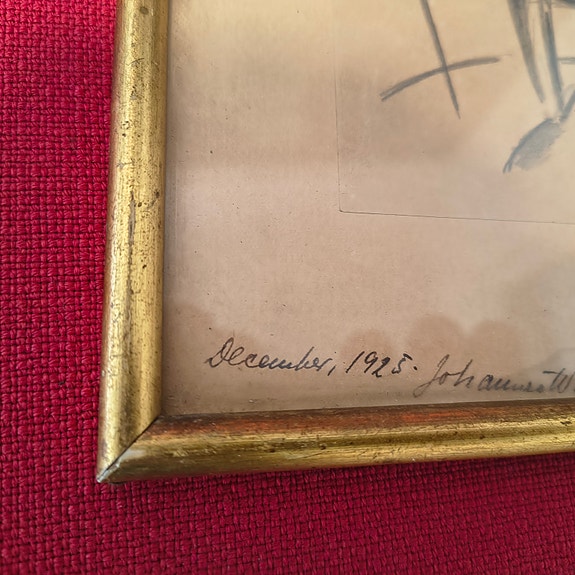 December, 1925. Johannes W